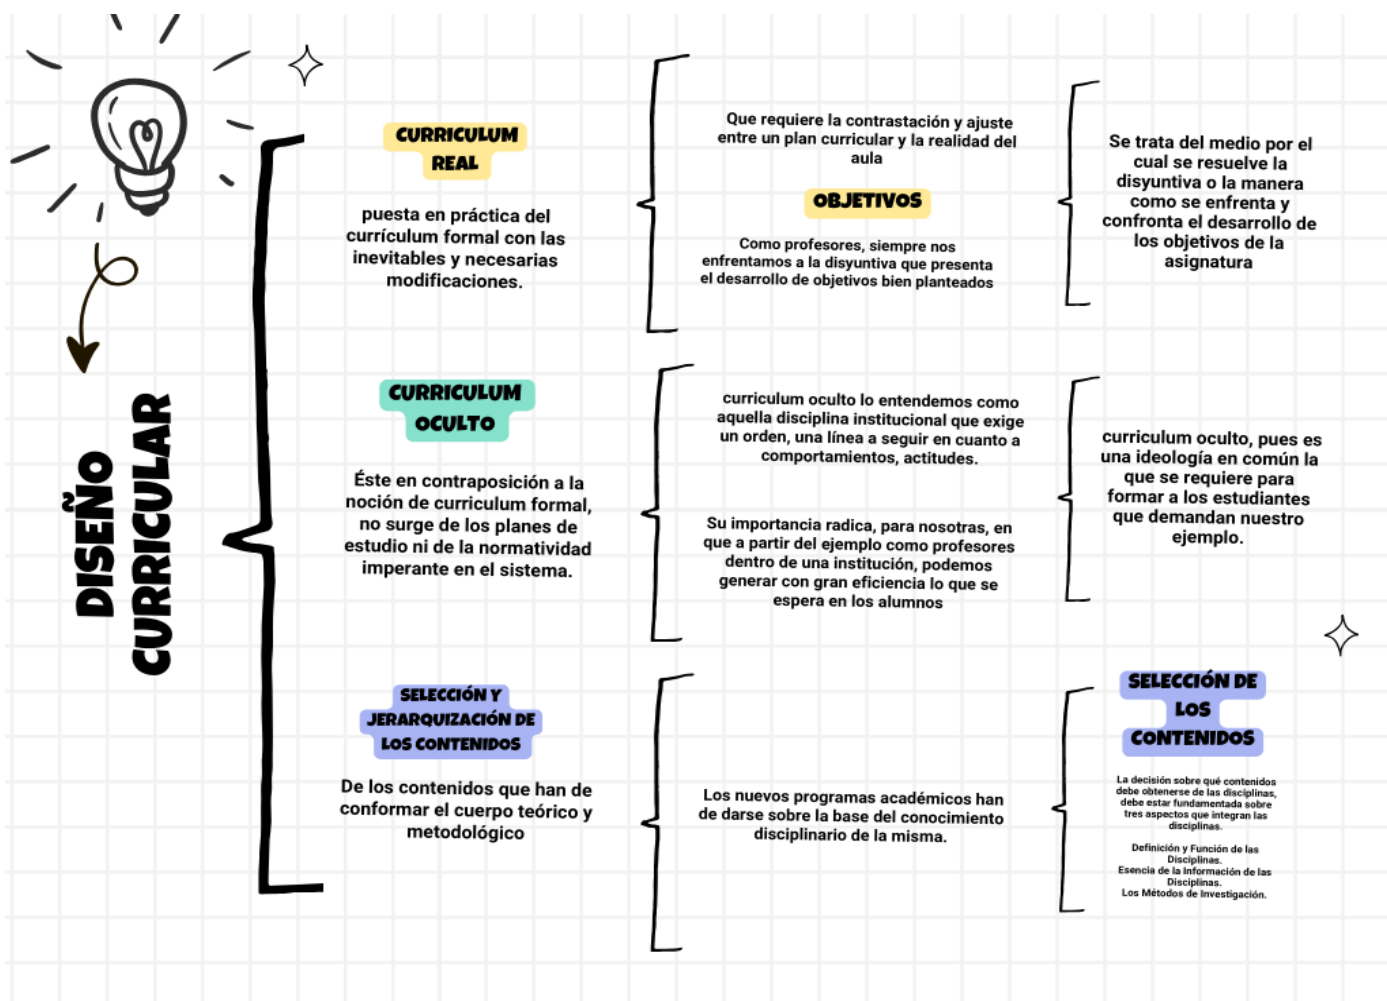 DISEÑO
CURRICULAR
CURRICULUM
REAL
puesta en práctica del
currículum formal con las
inevitables y necesarias
modificaciones.
Que requiere la contrastación y ajuste
entre un plan curricular y la realidad del
aula
OBJETIVOS
Como profesores, siempre nos
enfrentamos a la disyuntiva que presenta
el desarrollo de objetivos bien planteados
Se trata del medio por el
cual se resuelve la
disyuntiva o la manera
como se enfrenta y
confronta el desarrollo de
los objetivos de la
asignatura
CURRICULUM
OCULTO
Éste en contraposición a la
noción de curriculum formal,
no surge de los planes de
estudio ni de la normatividad
imperante en el sistema.
curriculum oculto lo entendemos como
aquella disciplina institucional que exige
un orden, una línea a seguir en cuanto a
comportamientos, actitudes.
Su importancia radica, para nosotras, en
que a partir del ejemplo como profesores
dentro de una institución, podemos
generar con gran eficiencia lo que se
espera en los alumnos
curriculum oculto, pues es
una ideología en común la
que se requiere para
formar a los estudiantes
que demandan nuestro
ejemplo.
SELECCIÓN Y
JERARQUIZACIÓN DE
LOS CONTENIDOS
De los contenidos que han de
conformar el cuerpo teórico y
metodológico
Los nuevos programas académicos han
de darse sobre la base del conocimiento
disciplinario de la misma.
SELECCIÓN DE
LOS
CONTENIDOS
La decisión sobre qué contenidos
debe obtenerse de las disciplinas,
debe estar fundamentada sobre
tres aspectos que integran las
disciplinas.
Definición y Función de las
Disciplinas.
Esencia de la Información de las
Disciplinas.
Los Métodos de Investigación.